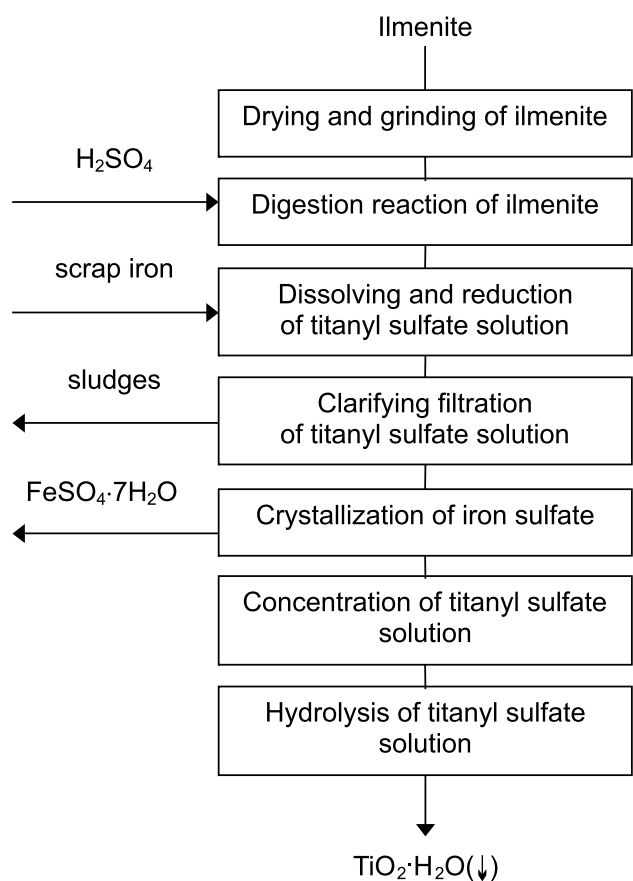 Ilmenite
Drying and grinding of ilmenite
H₂SO₄
Digestion reaction of ilmenite
scrap iron
Dissolving and reduction
of titanyl sulfate solution
sludges
Clarifying filtration
of titanyl sulfate solution
FeSO₄·7H₂O
Crystallization of iron sulfate
Concentration of titanyl sulfate
solution
Hydrolysis of titanyl sulfate
solution
TiO₂·H₂O(↓)